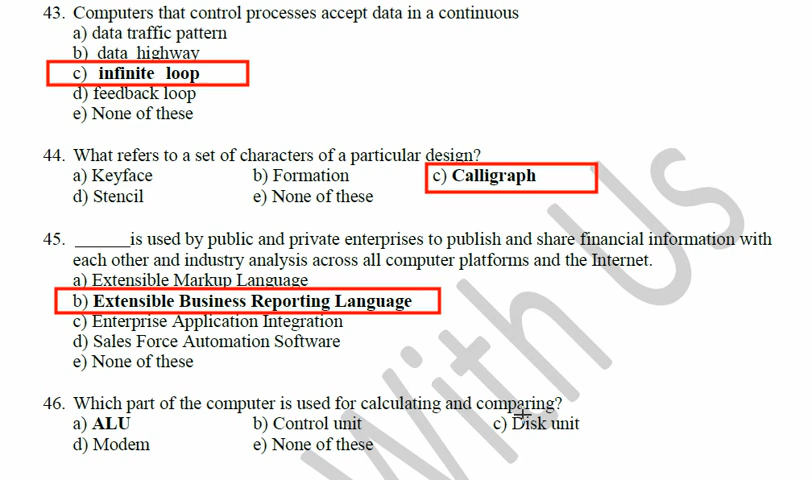 43. Computers that control processes accept data in a continuous
a) data traffic pattern
b) data highway
c) infinite loop
d) feedback loop
e) None of these
44. What refers to a set of characters of a particular design?
a) Keyface b) Formation c) Calligraph
d) Stencil e) None of these
45. ______is used by public and private enterprises to publish and share financial information with
each other and industry analysis across all computer platforms and the Internet.
a) Extensible Markup Language
b) Extensible Business Reporting Language
c) Enterprise Application Integration
d) Sales Force Automation Software
e) None of these
46. Which part of the computer is used for calculating and comparing?
a) ALU b) Control unit c) Disk unit
d) Modem e) None of these
With Us